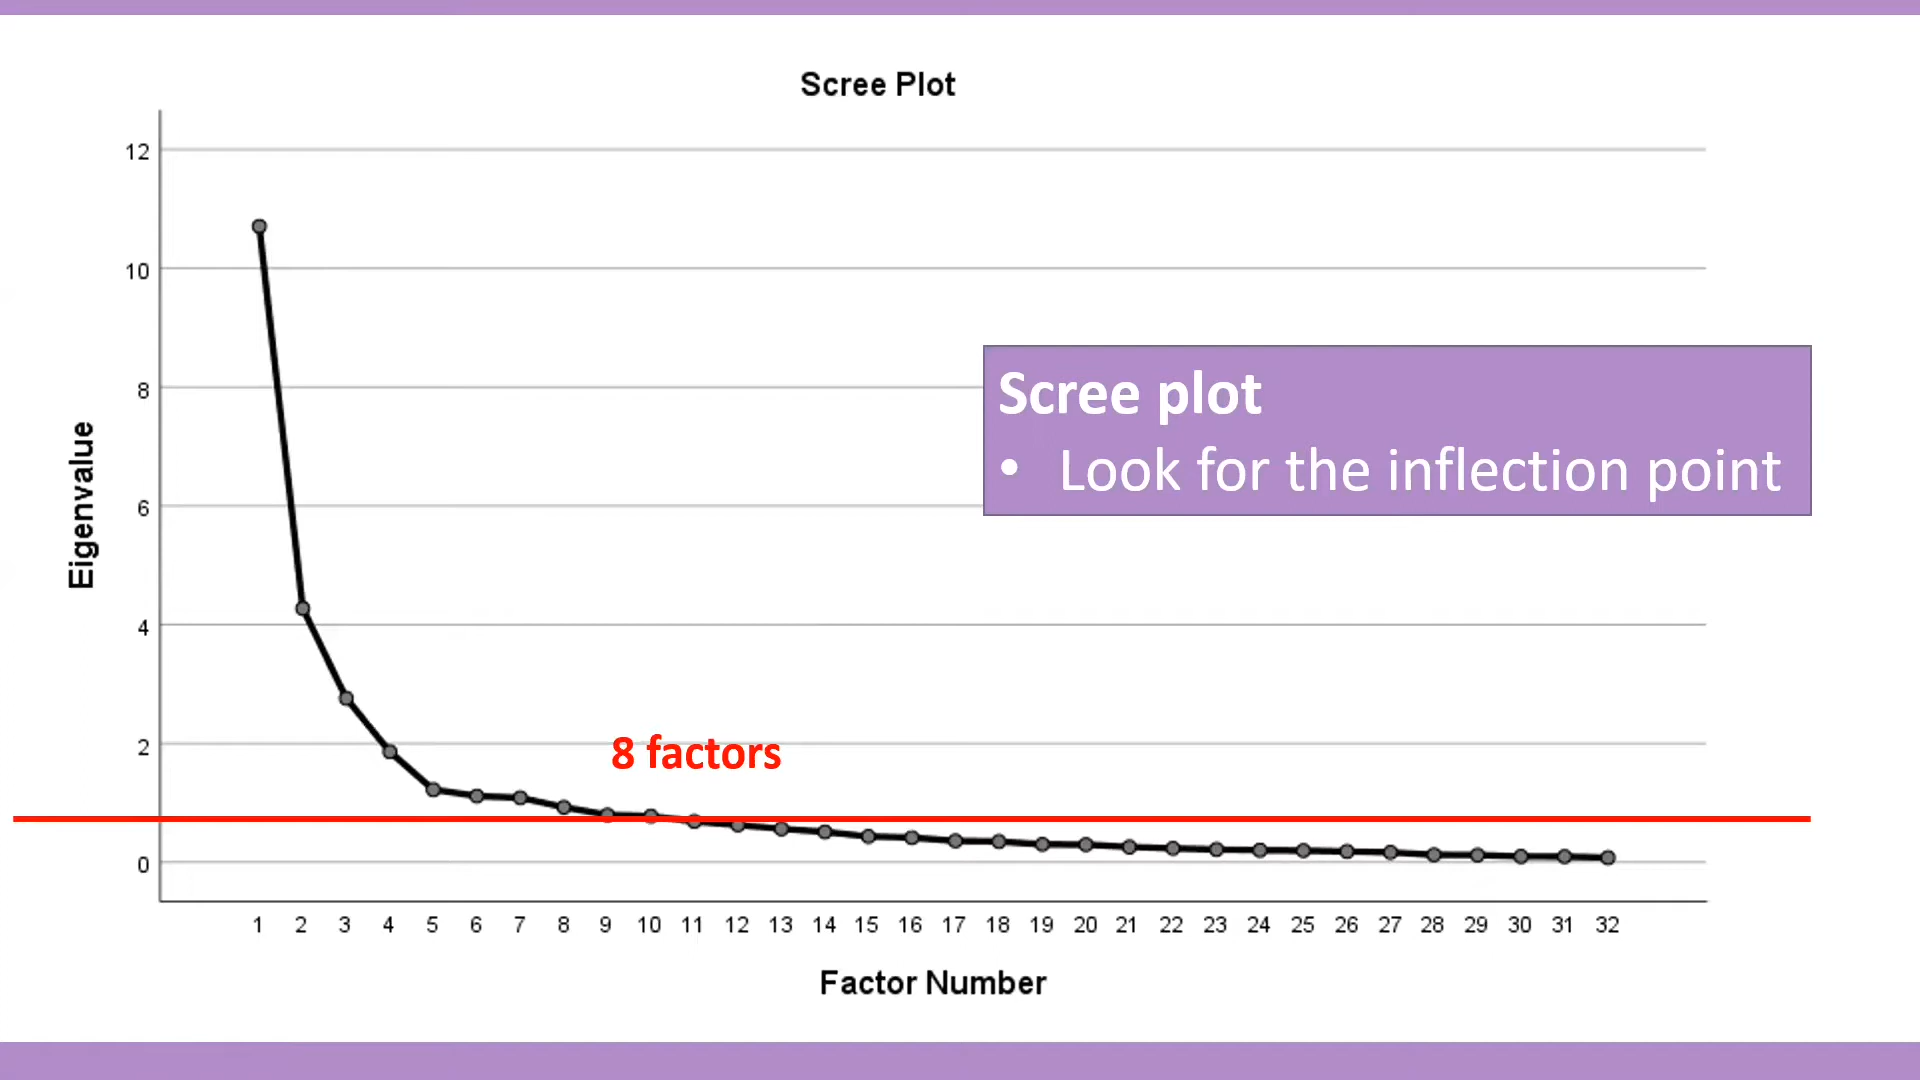 Scree Plot
12
10
8
6
4
2
0
Eigenvalue
Scree plot
• Look for the inflection point
8 factors
1 2 3 4 5 6 7 8 9 10 11 12 13 14 15 16 17 18 19 20 21 22 23 24 25 26 27 28 29 30 31 32
Factor Number